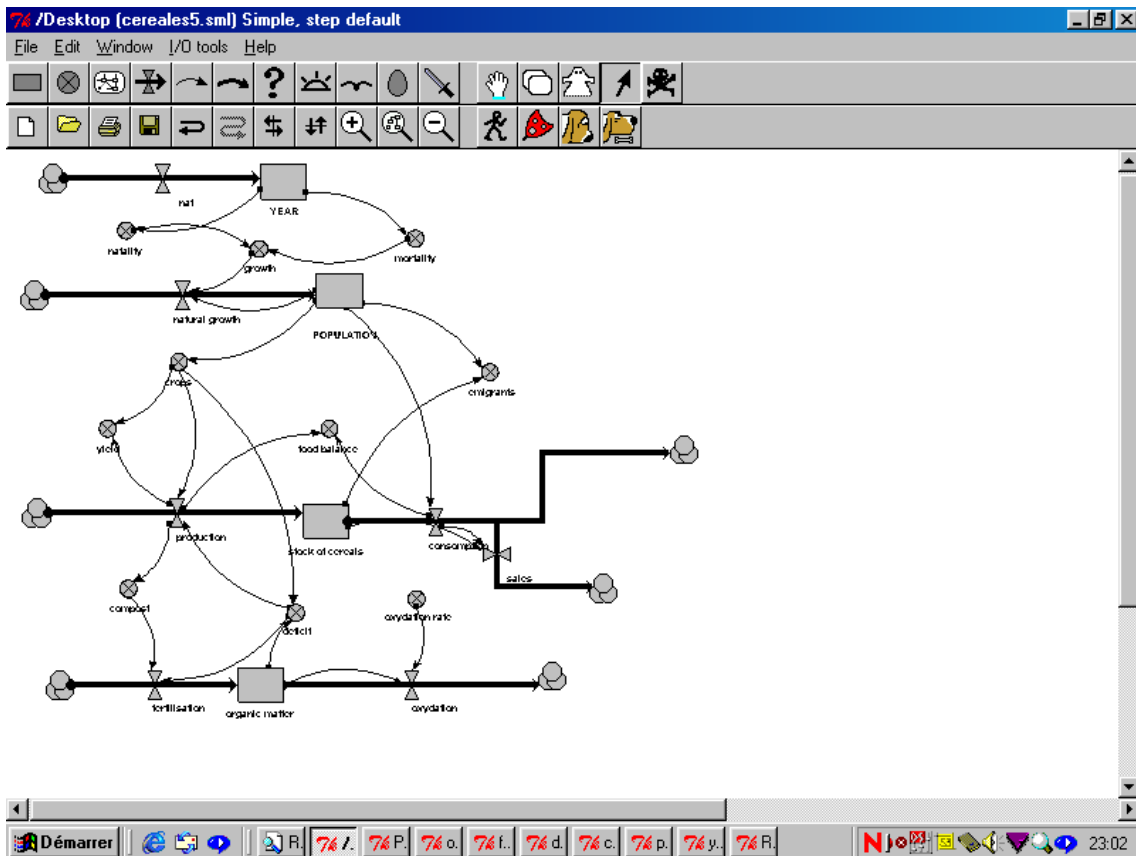 /Desktop (cereales5.sml) Simple, step default
File Edit Window I/O tools Help
?
nat
YEAR
natality
growth
mortality
natural growth
POPULATION
crops
emigrants
yield
food balance
production
stock of cereals
consomption
sales
compost
deficit
oxydation rate
fertilisation
organic matter
oxydation
Démarrer R. /. P. o. f.. d. c. p. y.. R. N 23:02